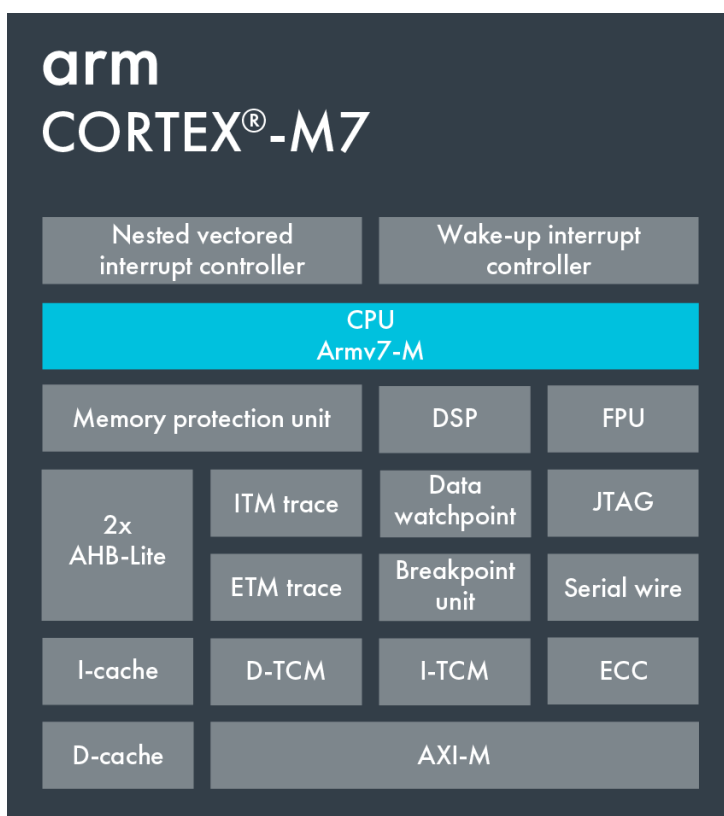 arm
CORTEX®-M7
Nested vectored
interrupt controller
Wake-up interrupt
controller
CPU
Armv7-M
Memory protection unit
DSP
FPU
2x
AHB-Lite
ITM trace
Data
watchpoint
JTAG
ETM trace
Breakpoint
unit
Serial wire
I-cache
D-TCM
I-TCM
ECC
D-cache
AXI-M